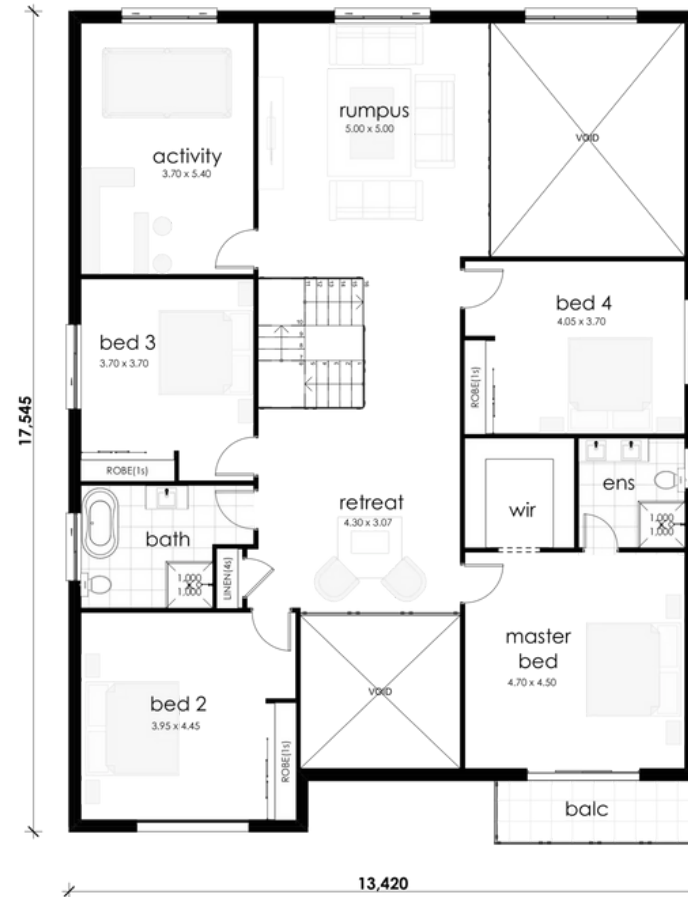 rumpus
5.00 x 5.00
VOID
activity
3.70 x 5.40
bed 4
4.05 x 3.70
bed 3
3.70 x 3.70
ROBE(1s)
17,545
ROBE(1s)
ens
retreat
4.30 x 3.07
wir
1,000
1,000
bath
LINEN(4s)
1,000
1,000
master
bed
4.70 x 4.50
bed 2
3.95 x 4.45
VOID
ROBE(1s)
balc
13,420